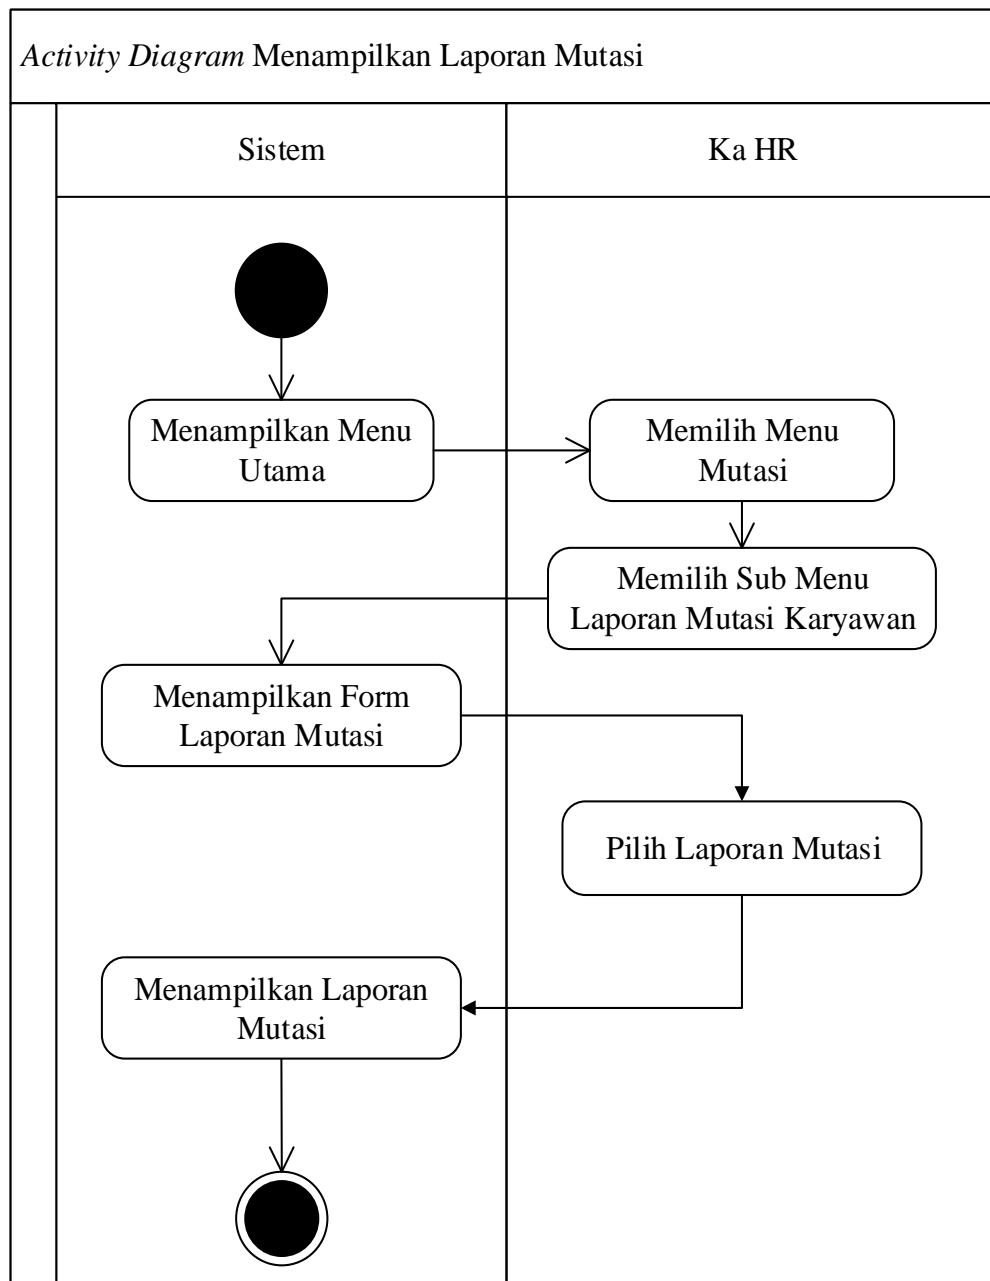 Activity Diagram Menampilkan Laporan Mutasi
Sistem
Ka HR
Menampilkan Menu
Utama
Memilih Menu
Mutasi
Memilih Sub Menu
Laporan Mutasi Karyawan
Menampilkan Form
Laporan Mutasi
Pilih Laporan Mutasi
Menampilkan Laporan
Mutasi